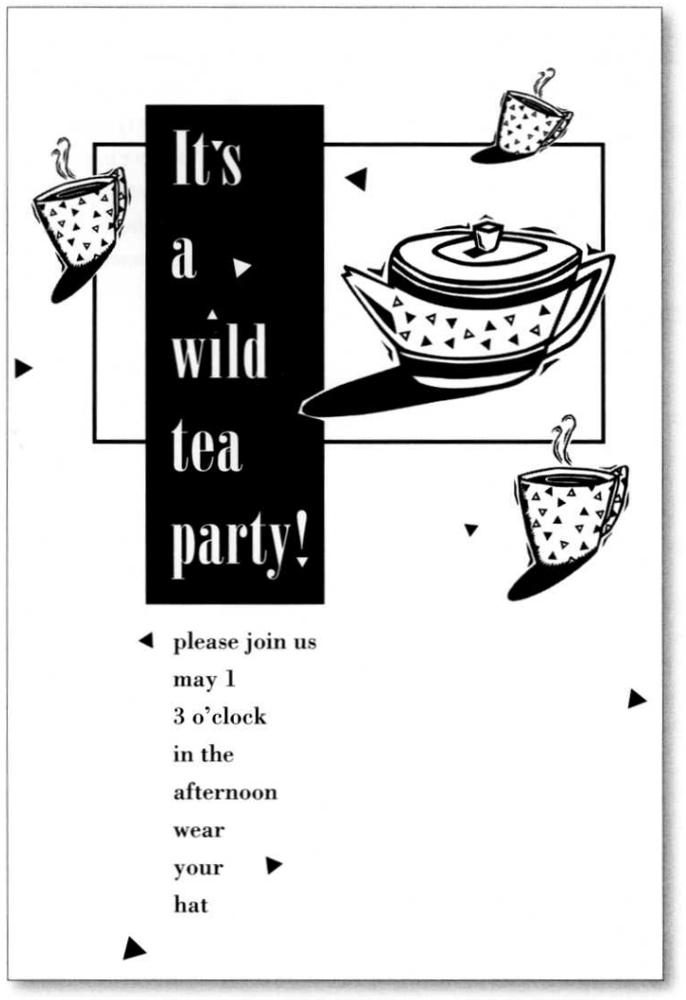 It's
a
wild
tea
party!
please join us
may 1
3 o’clock
in the
afternoon
wear
your
hat